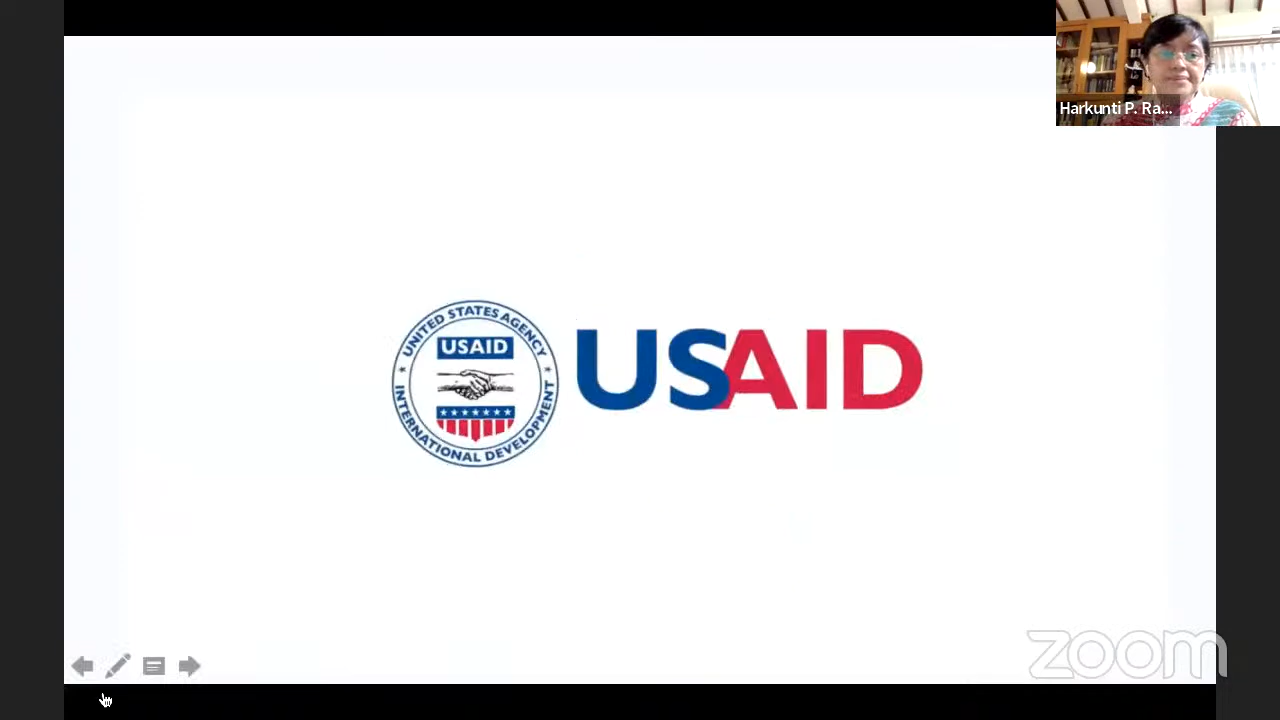 Harkunti P. Ra...
UNITED STATES AGENCY
USAID
INTERNATIONAL DEVELOPMENT
USAID
zoom